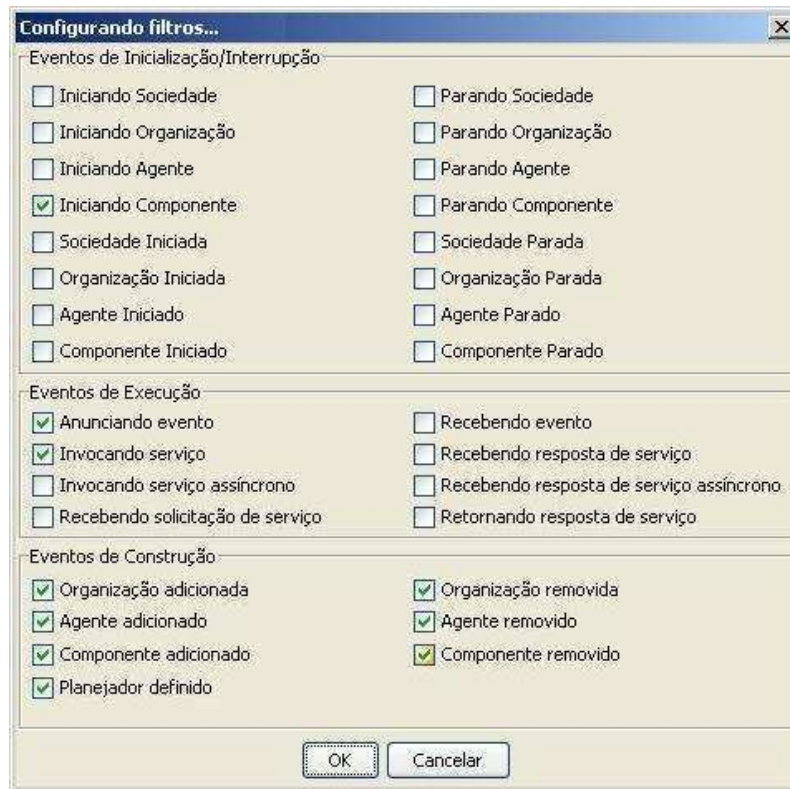 Configurando filtros...
Eventos de Inicialização/Interrupção
Iniciando Sociedade
Parando Sociedade
Iniciando Organização
Parando Organização
Iniciando Agente
Parando Agente
Iniciando Componente
Parando Componente
Sociedade Iniciada
Sociedade Parada
Organização Iniciada
Organização Parada
Agente Iniciado
Agente Parado
Componente Iniciado
Componente Parado
Eventos de Execução
Anunciando evento
Recebendo evento
Invocando serviço
Recebendo resposta de serviço
Invocando serviço assíncrono
Recebendo resposta de serviço assíncrono
Recebendo solicitação de serviço
Retornando resposta de serviço
Eventos de Construção
Organização adicionada
Organização removida
Agente adicionado
Agente removido
Componente adicionado
Componente removido
Planejador definido
OK
Cancelar